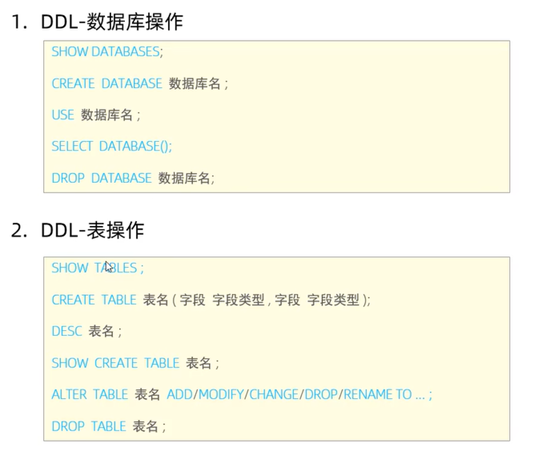 1. DDL-数据库操作
SHOW DATABASES;
CREATE DATABASE 数据库名 ;
USE 数据库名 ;
SELECT DATABASE();
DROP DATABASE 数据库名;
2. DDL-表操作
SHOW TABLES ;
CREATE TABLE 表名 ( 字段 字段类型 , 字段 字段类型 );
DESC 表名 ;
SHOW CREATE TABLE 表名 ;
ALTER TABLE 表名 ADD/MODIFY/CHANGE/DROP/RENAME TO ... ;
DROP TABLE 表名 ;